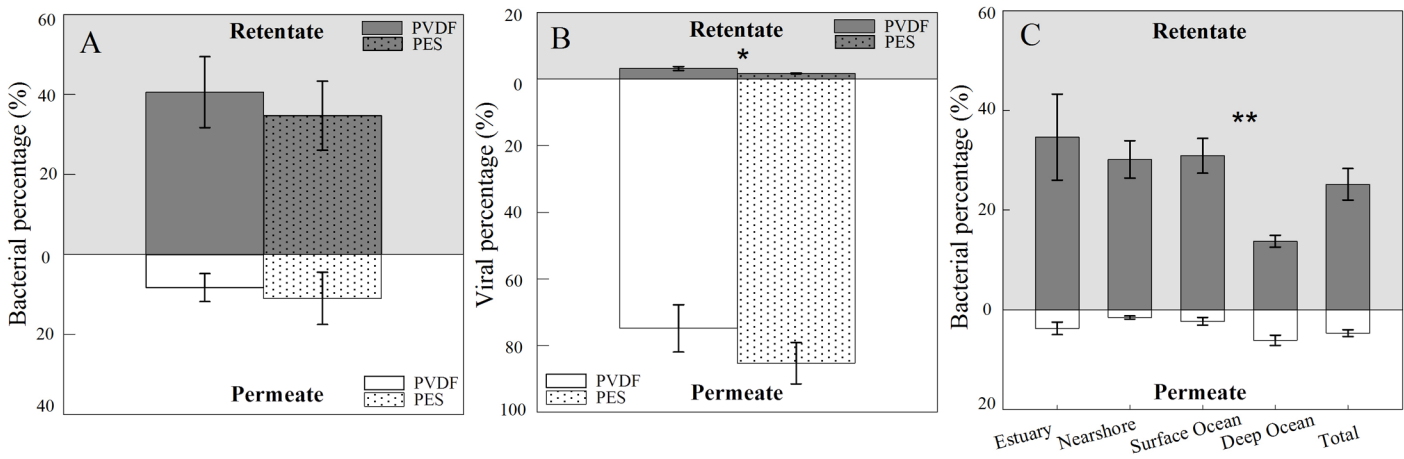 A
Retentate
PVDF
PES
60
40
20
0
20
40
Bacterial percentage (%)
Permeate
PVDF
PES
B
Retentate
PVDF
PES
*
20
0
20
40
60
80
100
Viral percentage (%)
Permeate
PVDF
PES
C
Retentate
**
60
40
20
0
20
Bacterial percentage (%)
Permeate
Estuary
Nearshore
Surface Ocean
Deep Ocean
Total